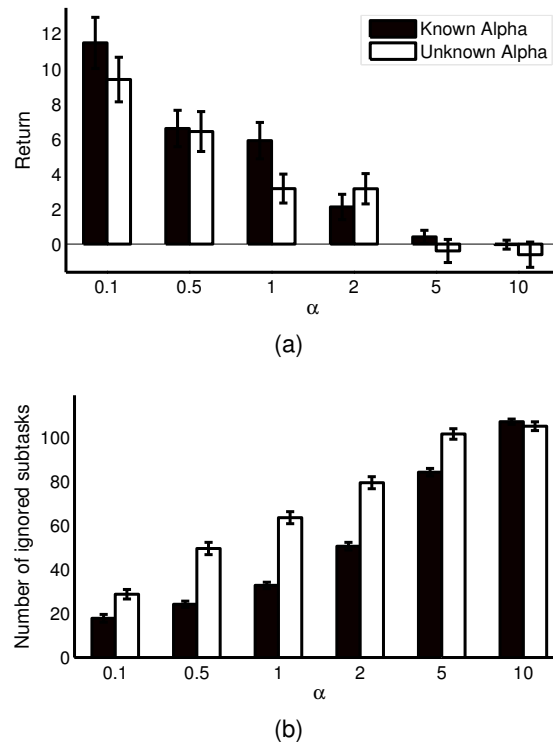 Known Alpha
Unknown Alpha
12
10
8
6
4
2
0
Return
0.1 0.5 1 2 5 10
α
(a)
100
80
60
40
20
0
Number of ignored subtasks
0.1 0.5 1 2 5 10
α
(b)